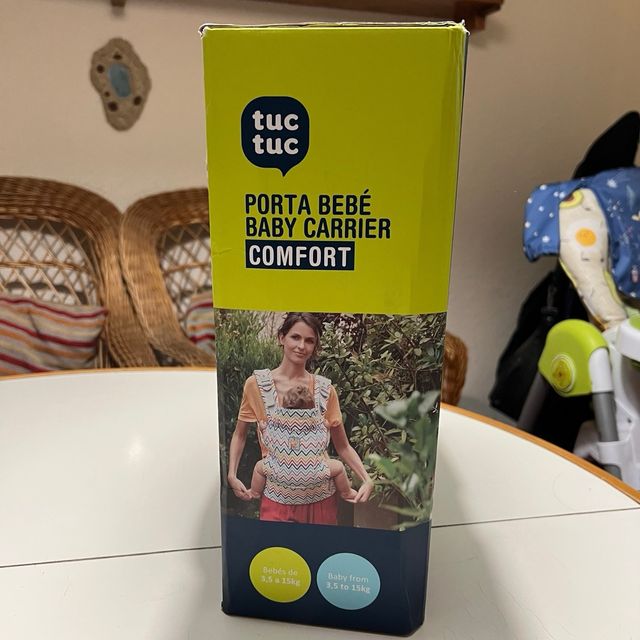 tuc
tuc
PORTA BEBÉ
BABY CARRIER
COMFORT
Bebés de
3,5 a 15kg
Baby from
3,5 to 15kg